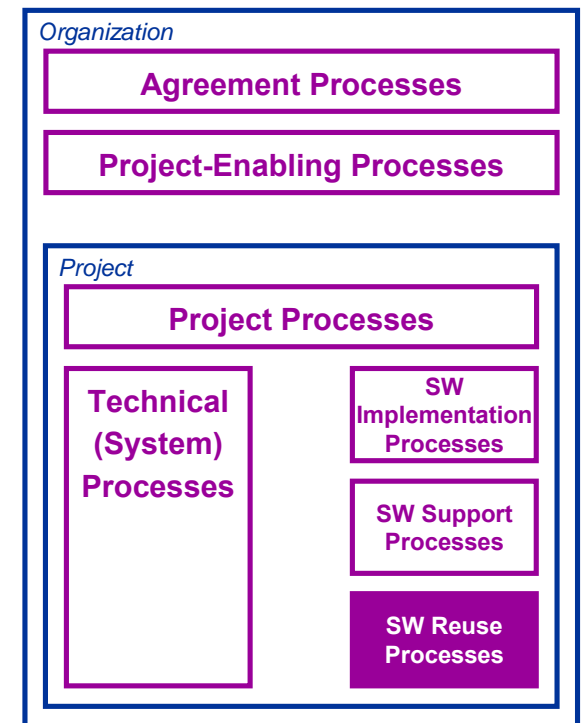 Organization
Agreement Processes
Project-Enabling Processes
Project
Project Processes
Technical
(System)
Processes
SW
Implementation
Processes
SW Support
Processes
SW Reuse
Processes